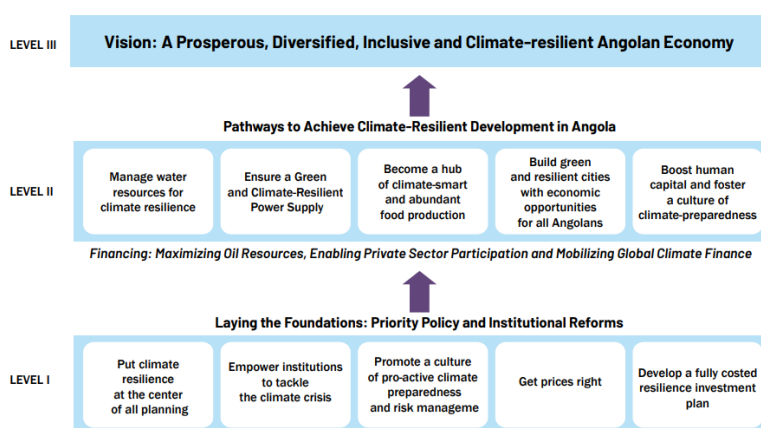 LEVEL III
Vision: A Prosperous, Diversified, Inclusive and Climate-resilient Angolan Economy
Pathways to Achieve Climate-Resilient Development in Angola
LEVEL II
Manage water
resources for
climate resilience
Ensure a Green
and Climate-Resilient
Power Supply
Become a hub
of climate-smart
and abundant
food production
Build green
and resilient cities
with economic
opportunities
for all Angolans
Boost human
capital and foster
a culture of
climate-preparedness
Financing: Maximizing Oil Resources, Enabling Private Sector Participation and Mobilizing Global Climate Finance
Laying the Foundations: Priority Policy and Institutional Reforms
LEVEL I
Put climate
resilience
at the center
of all planning
Empower institutions
to tackle
the climate crisis
Promote a culture
of pro-active climate
preparedness
and risk manageme
Get prices right
Develop a fully costed
resilience investment
plan